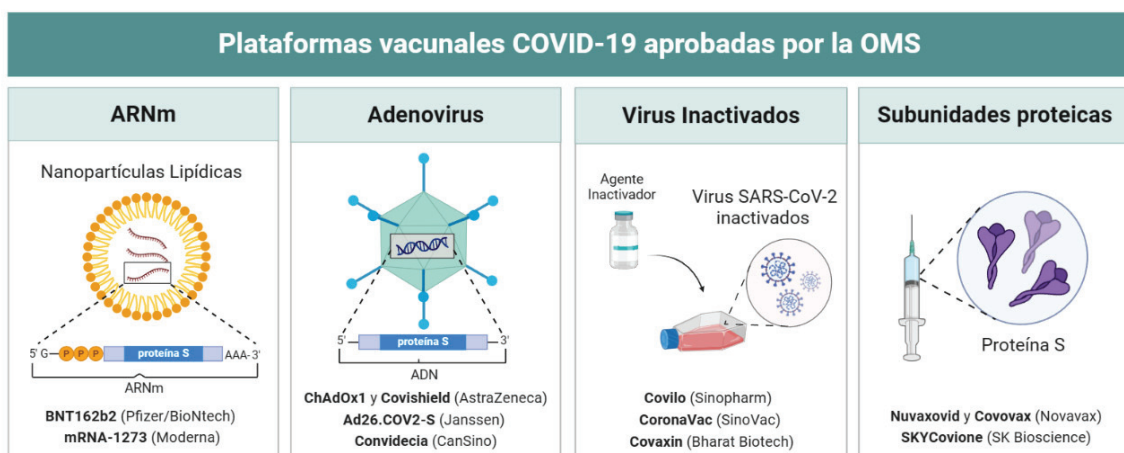 Plataformas vacunales COVID-19 aprobadas por la OMS
ARNm
Nanopartículas Lipídicas
5' G
P P P
proteína S
AAA- 3'
ARNm
BNT162b2 (Pfizer/BioNtech)
mRNA-1273 (Moderna)
Adenovirus
5'
proteína S
3'
ADN
ChAdOx1 y Covishield (AstraZeneca)
Ad26.COV2-S (Janssen)
Convidecia (CanSino)
Virus Inactivados
Agente
Inactivador
Virus SARS-CoV-2
inactivados
Covilo (Sinopharm)
CoronaVac (SinoVac)
Covaxin (Bharat Biotech)
Subunidades proteicas
Proteína S
Nuvaxovid y Covovax (Novavax)
SKYCovione (SK Bioscience)